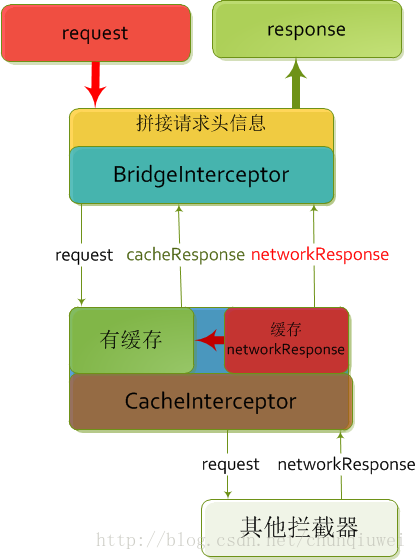 request
response
拼接请求头信息
BridgeInterceptor
request
cacheResponse
networkResponse
有缓存
缓存
networkResponse
CacheInterceptor
request
networkResponse
其他拦截器
http://blog.csdn.net/chunqiuwei